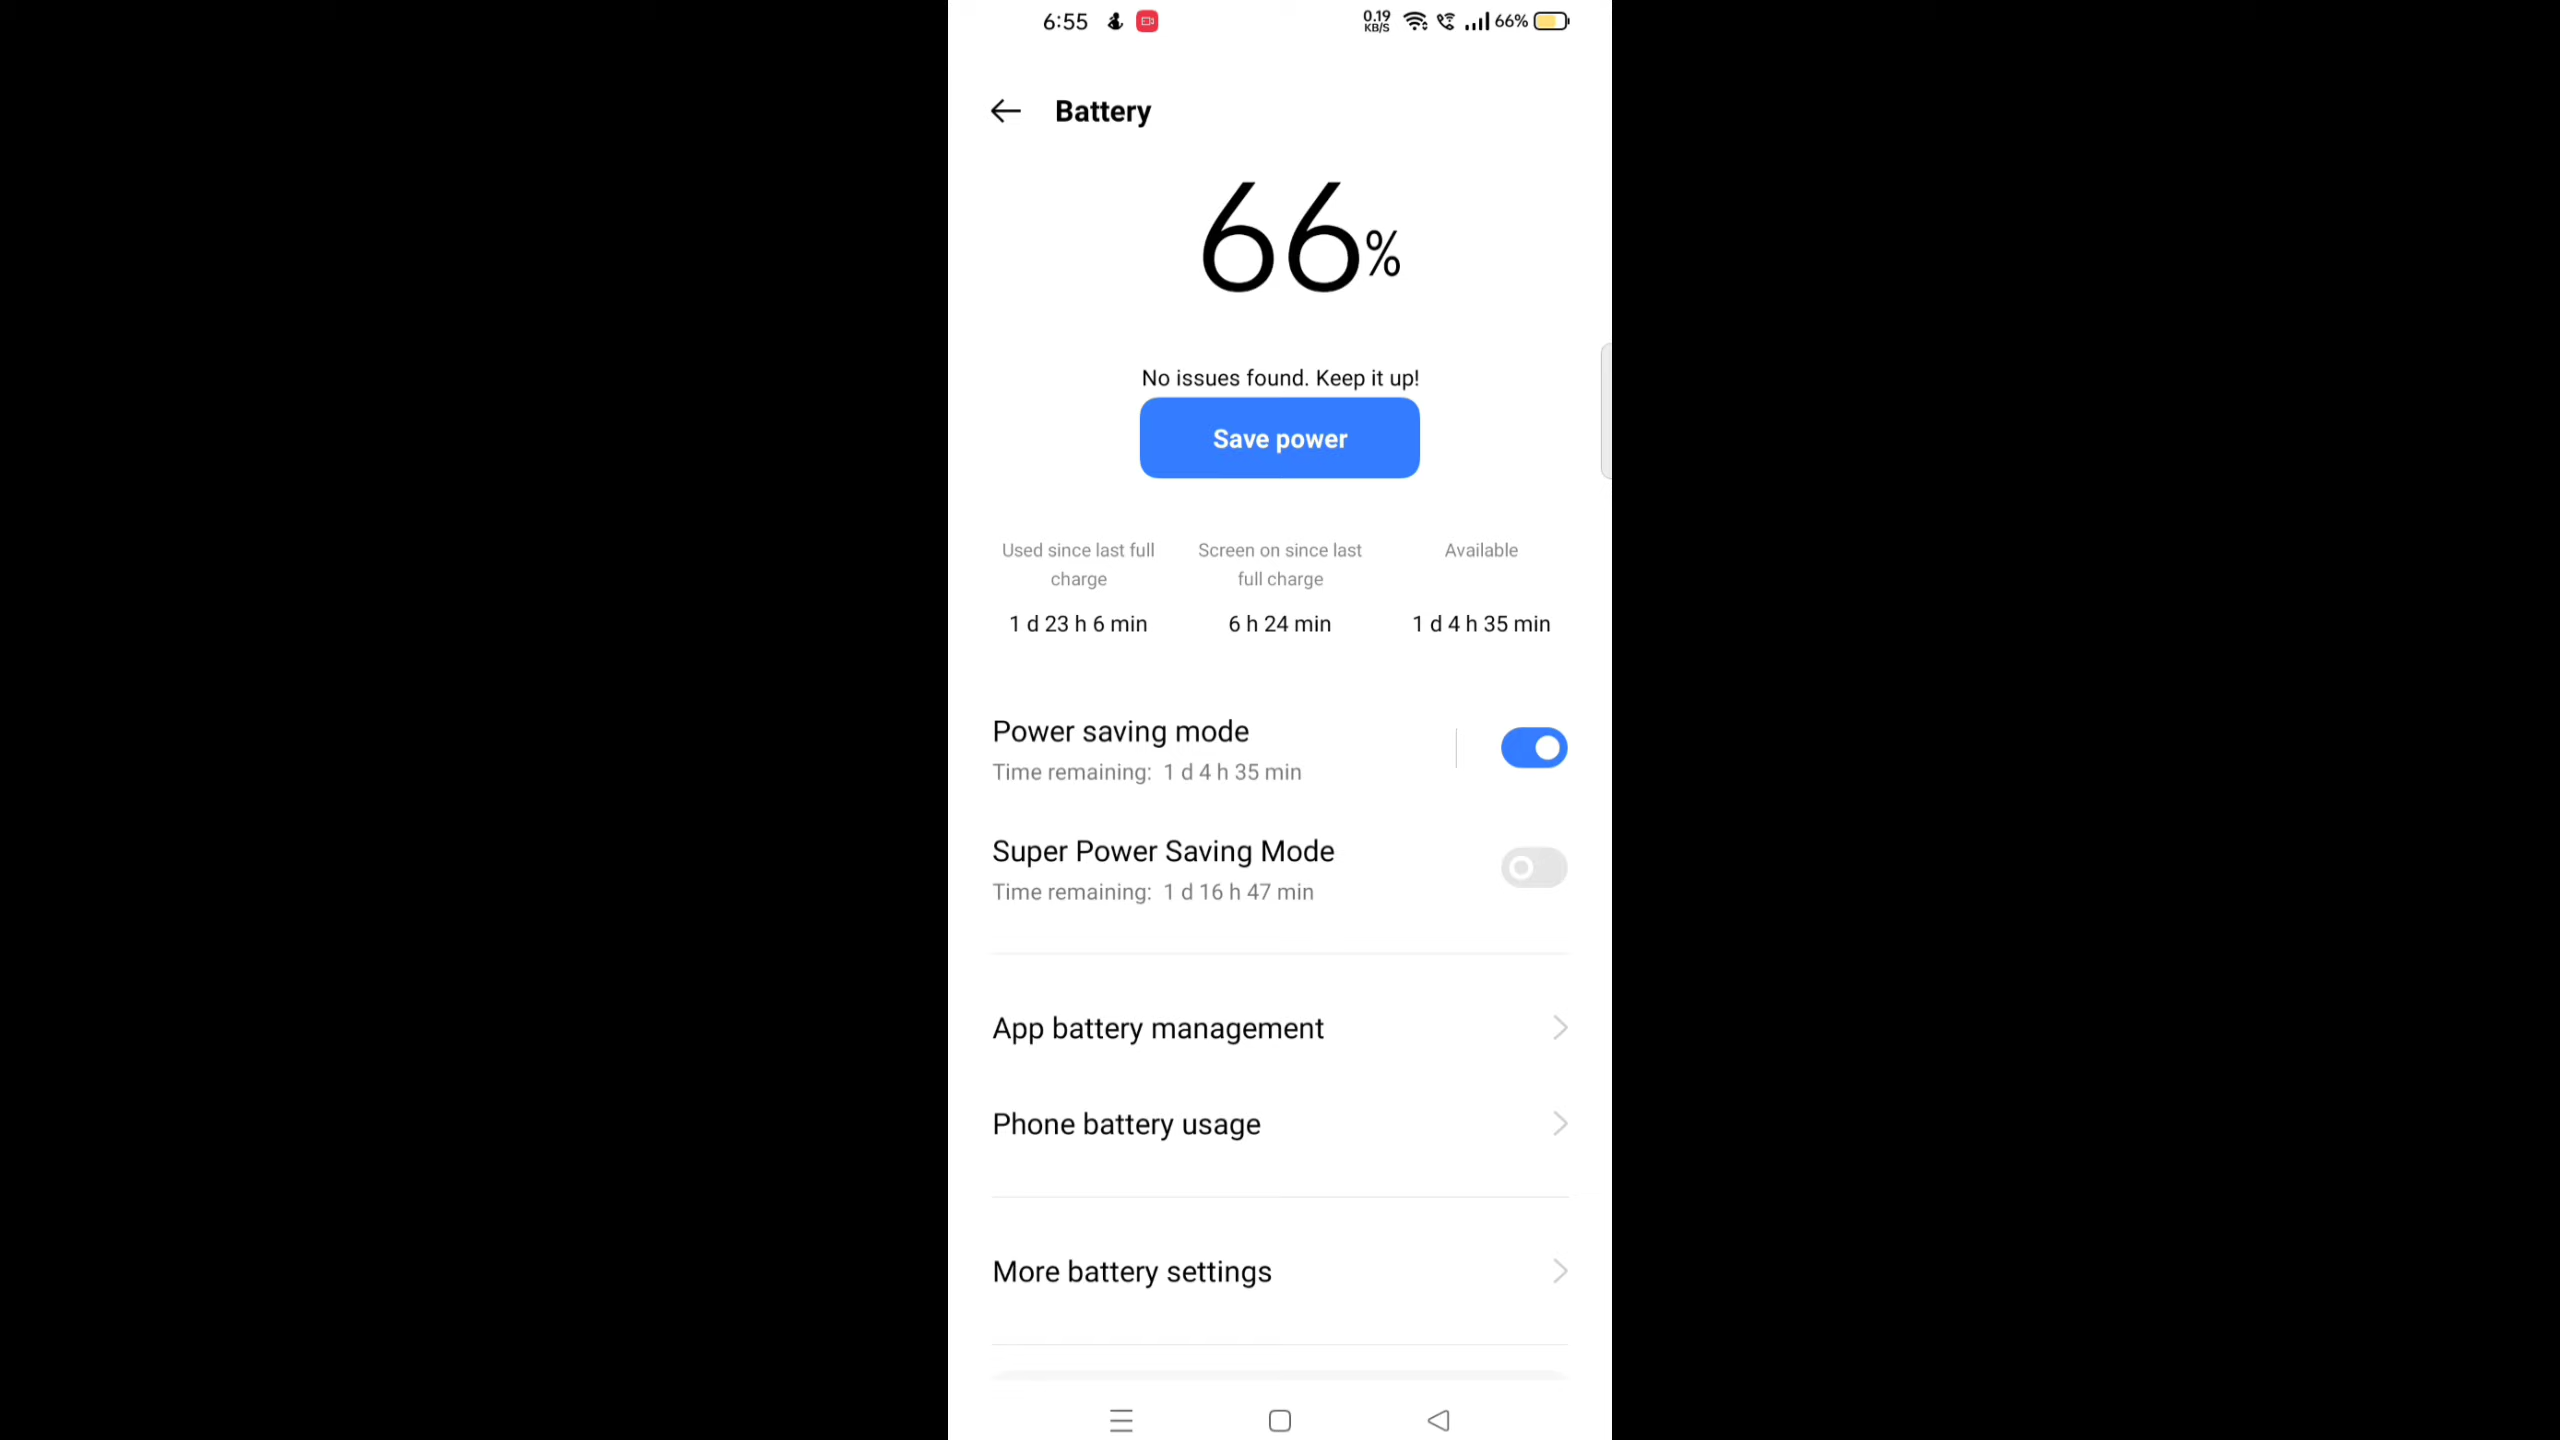 6:55 0.19 KB/S 66%
Battery
66%
No issues found. Keep it up!
Save power
Used since last full charge
1 d 23 h 6 min
Screen on since last full charge
6 h 24 min
Available
1 d 4 h 35 min
Power saving mode
Time remaining: 1 d 4 h 35 min
Super Power Saving Mode
Time remaining: 1 d 16 h 47 min
App battery management
Phone battery usage
More battery settings